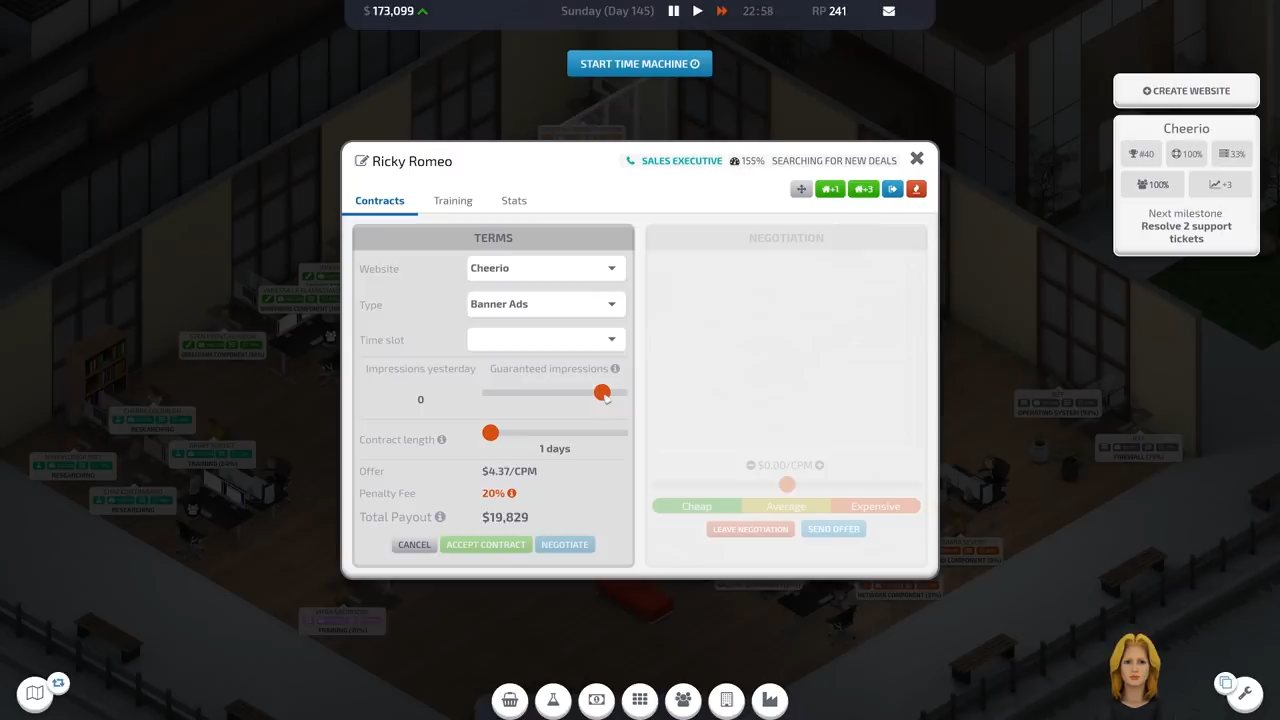 $ 173,099
Sunday (Day 145)
22:58
RP 241
START TIME MACHINE
CREATE WEBSITE
Cheerio
#40
100%
33%
100%
+3
Next milestone
Resolve 2 support
tickets
Ricky Romeo
SALES EXECUTIVE
155%
SEARCHING FOR NEW DEALS
+1
+3
Contracts
Training
Stats
TERMS
Website
Cheerio
Type
Banner Ads
Time slot
Impressions yesterday
Guaranteed impressions
0
Contract length
1 days
Offer
$4.37/CPM
Penalty Fee
20%
Total Payout
$19,829
CANCEL
ACCEPT CONTRACT
NEGOTIATE
NEGOTIATION
$0.00/CPM
Cheap
Average
Expensive
LEAVE NEGOTIATION
SEND OFFER
RESEARCHING
RESEARCHING
RESEARCHING